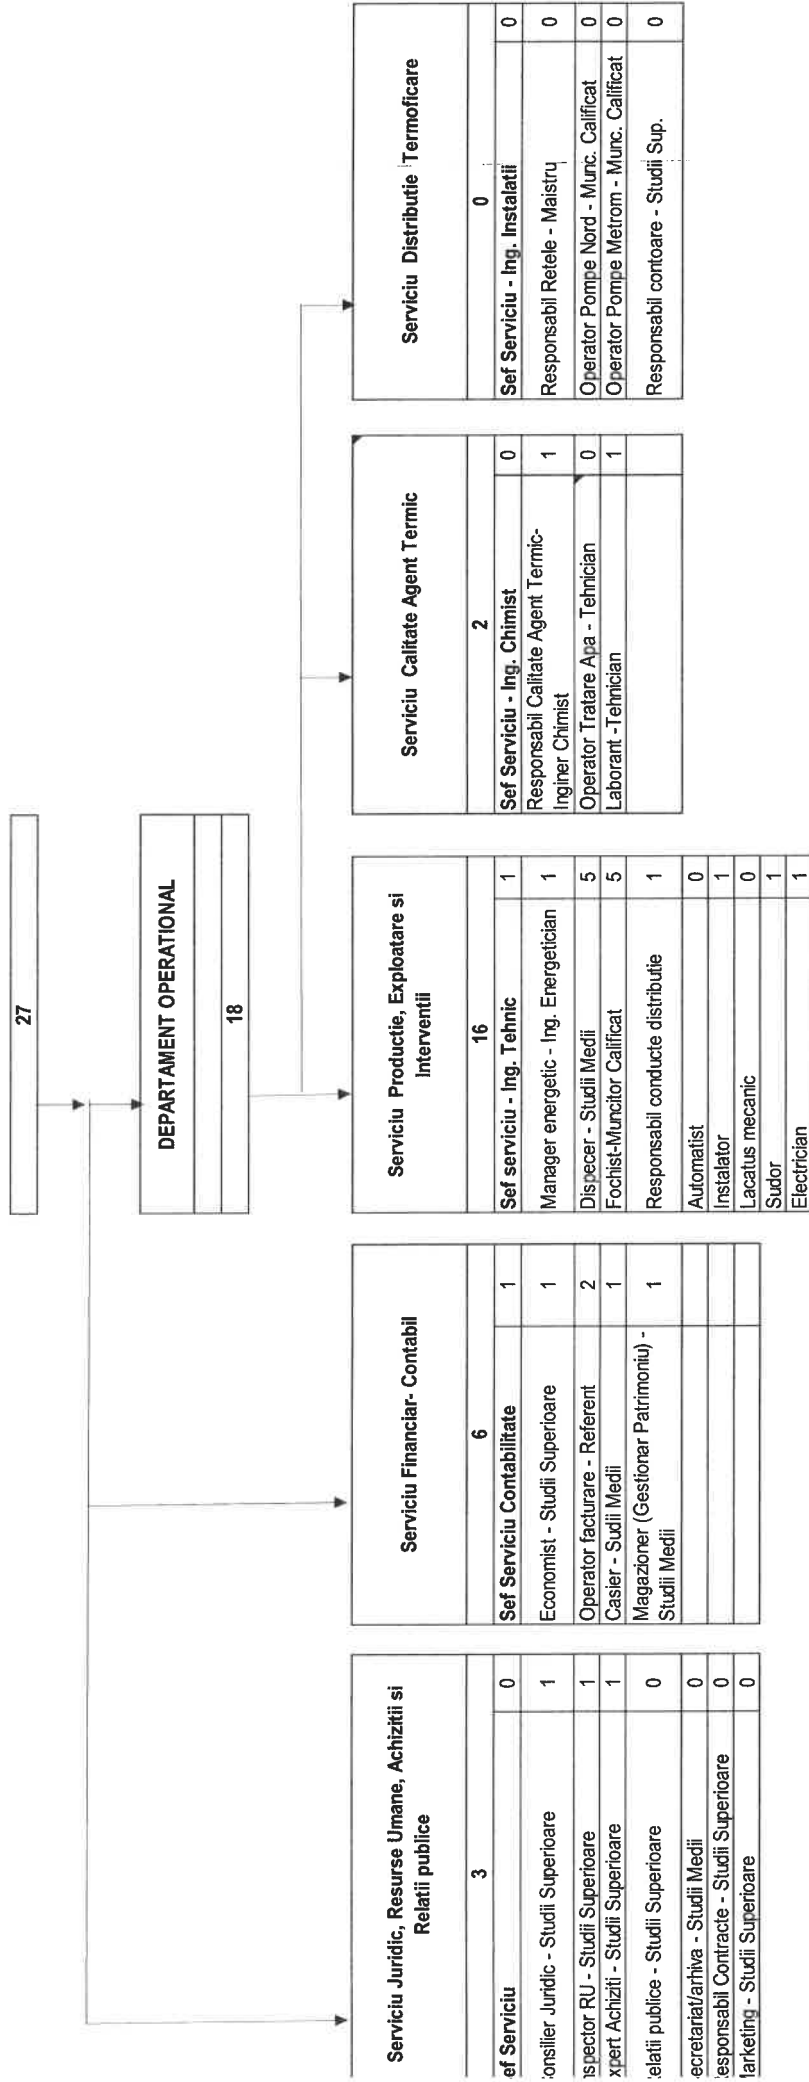 27
DEPARTAMENT OPERATIONAL
18
Serviciu Juridic, Resurse Umane, Achizitii si
Relatii publice
3
ef Serviciu 0
onsilier Juridic - Studii Superioare 1
spector RU - Studii Superioare 1
xpert Achiziti - Studii Superioare 1
elatii publice - Studii Superioare 0
ecretariat/arhiva - Studii Medii 0
esponsabil Contracte - Studii Superioare 0
larketing - Studii Superioare 0
Serviciu Financiar- Contabil
6
Sef Serviciu Contabilitate 1
Economist - Studii Superioare 1
Operator facturare - Referent 2
Casier - Sudii Medii 1
Magazioner (Gestionar Patrimoniu) -
Studii Medii 1
Serviciu Productie, Exploatare si
Interventii
16
Sef serviciu - Ing. Tehnic 1
Manager energetic - Ing. Energetician 1
Dispecer - Studii Medii 5
Fochist-Muncitor Calificat 5
Responsabil conducte distributie 1
Automatist 0
Instalator 1
Lacatus mecanic 0
Sudor 1
Electrician 1
Serviciu Calitate Agent Termic
2
Sef Serviciu - Ing. Chimist 0
Responsabil Calitate Agent Termic-
Inginer Chimist 1
Operator Tratare Apa - Tehnician 0
Laborant -Tehnician 1
Serviciu Distributie Termoficare
0
Sef Serviciu - Ing. Instalatii 0
Responsabil Retele - Maistru 0
Operator Pompe Nord - Munc. Calificat 0
Operator Pompe Metrom - Munc. Calificat 0
Responsabil contoare - Studii Sup. 0